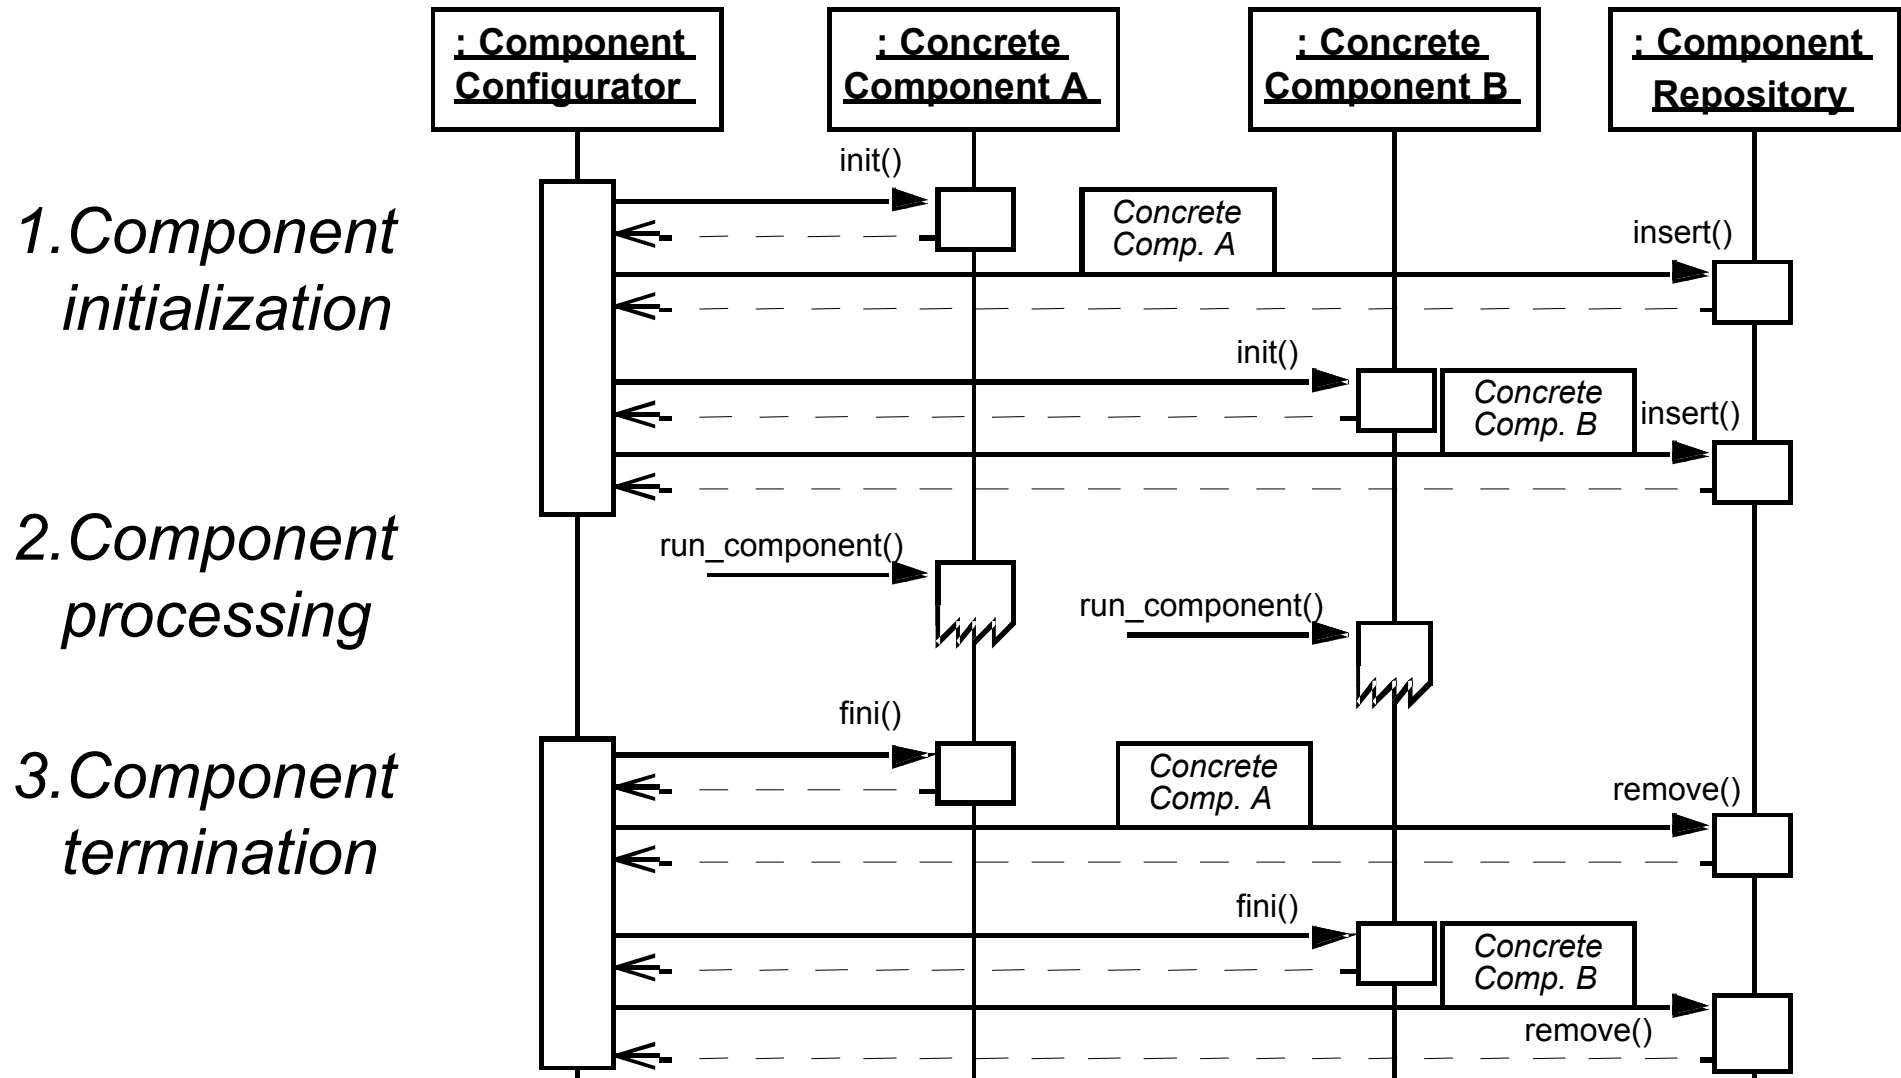 : Component
Configurator
: Concrete
Component A
: Concrete
Component B
: Component
Repository
1.Component
initialization
init()
Concrete
Comp. A
insert()
init()
Concrete
Comp. B
insert()
2.Component
processing
run_component()
run_component()
3.Component
termination
fini()
Concrete
Comp. A
remove()
fini()
Concrete
Comp. B
remove()